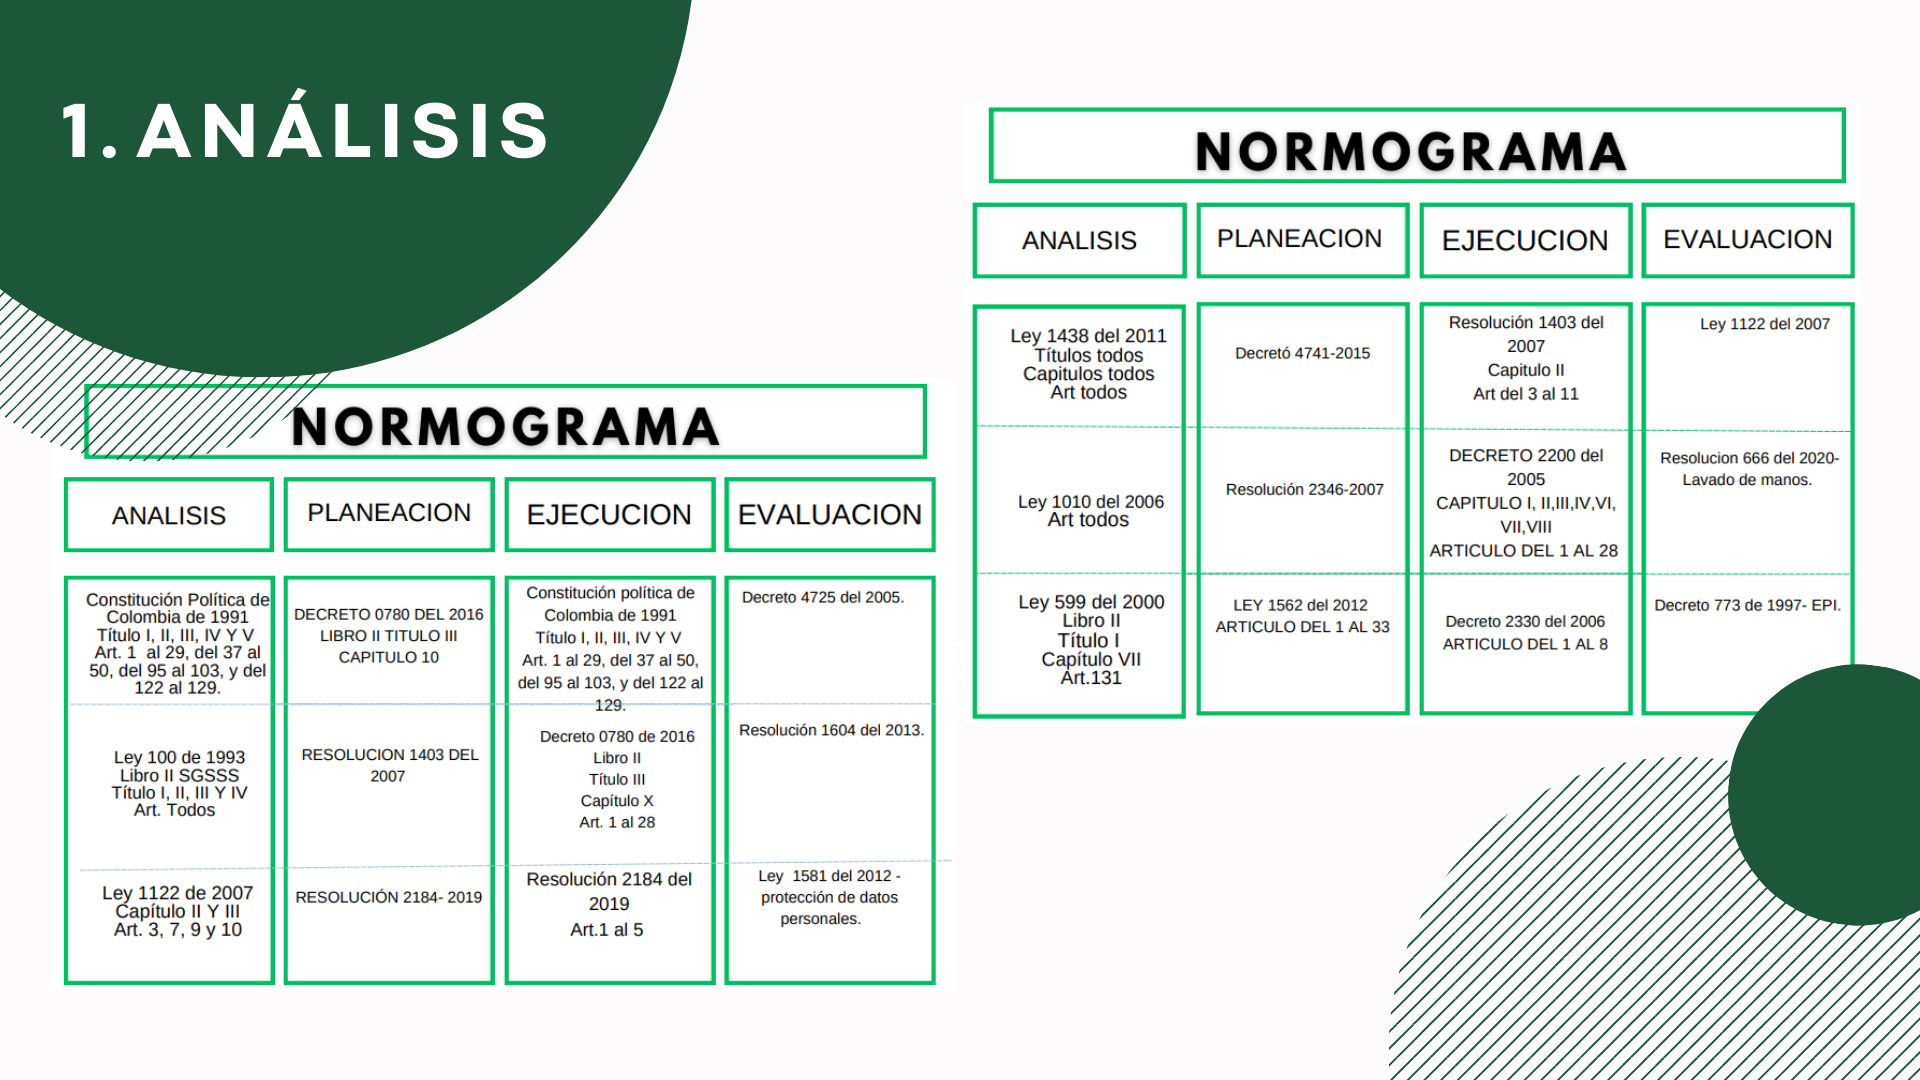 1. ANÁLISIS
NORMOGRAMA
ANALISIS
PLANEACION
EJECUCION
EVALUACION
Constitución Política de
Colombia de 1991
Título I, II, III, IV Y V
Art. 1 al 29, del 37 al
50, del 95 al 103, y del
122 al 129.
DECRETO 0780 DEL 2016
LIBRO II TITULO III
CAPITULO 10
Constitución política de
Colombia de 1991
Título I, II, III, IV Y V
Art. 1 al 29, del 37 al 50,
del 95 al 103, y del 122 al
129.
Decreto 4725 del 2005.
Ley 100 de 1993
Libro II SGSSS
Título I, II, III Y IV
Art. Todos
RESOLUCION 1403 DEL
2007
Decreto 0780 de 2016
Libro II
Título III
Capítulo X
Art. 1 al 28
Resolución 1604 del 2013.
Ley 1122 de 2007
Capítulo II Y III
Art. 3, 7, 9 y 10
RESOLUCIÓN 2184- 2019
Resolución 2184 del
2019
Art.1 al 5
Ley 1581 del 2012 -
protección de datos
personales.
NORMOGRAMA
ANALISIS
PLANEACION
EJECUCION
EVALUACION
Ley 1438 del 2011
Títulos todos
Capitulos todos
Art todos
Decretó 4741-2015
Resolución 1403 del
2007
Capitulo II
Art del 3 al 11
Ley 1122 del 2007
Ley 1010 del 2006
Art todos
Resolución 2346-2007
DECRETO 2200 del
2005
CAPITULO I, II,III,IV,VI,
VII,VIII
ARTICULO DEL 1 AL 28
Resolucion 666 del 2020-
Lavado de manos.
Ley 599 del 2000
Libro II
Título I
Capítulo VII
Art.131
LEY 1562 del 2012
ARTICULO DEL 1 AL 33
Decreto 2330 del 2006
ARTICULO DEL 1 AL 8
Decreto 773 de 1997- EPI.